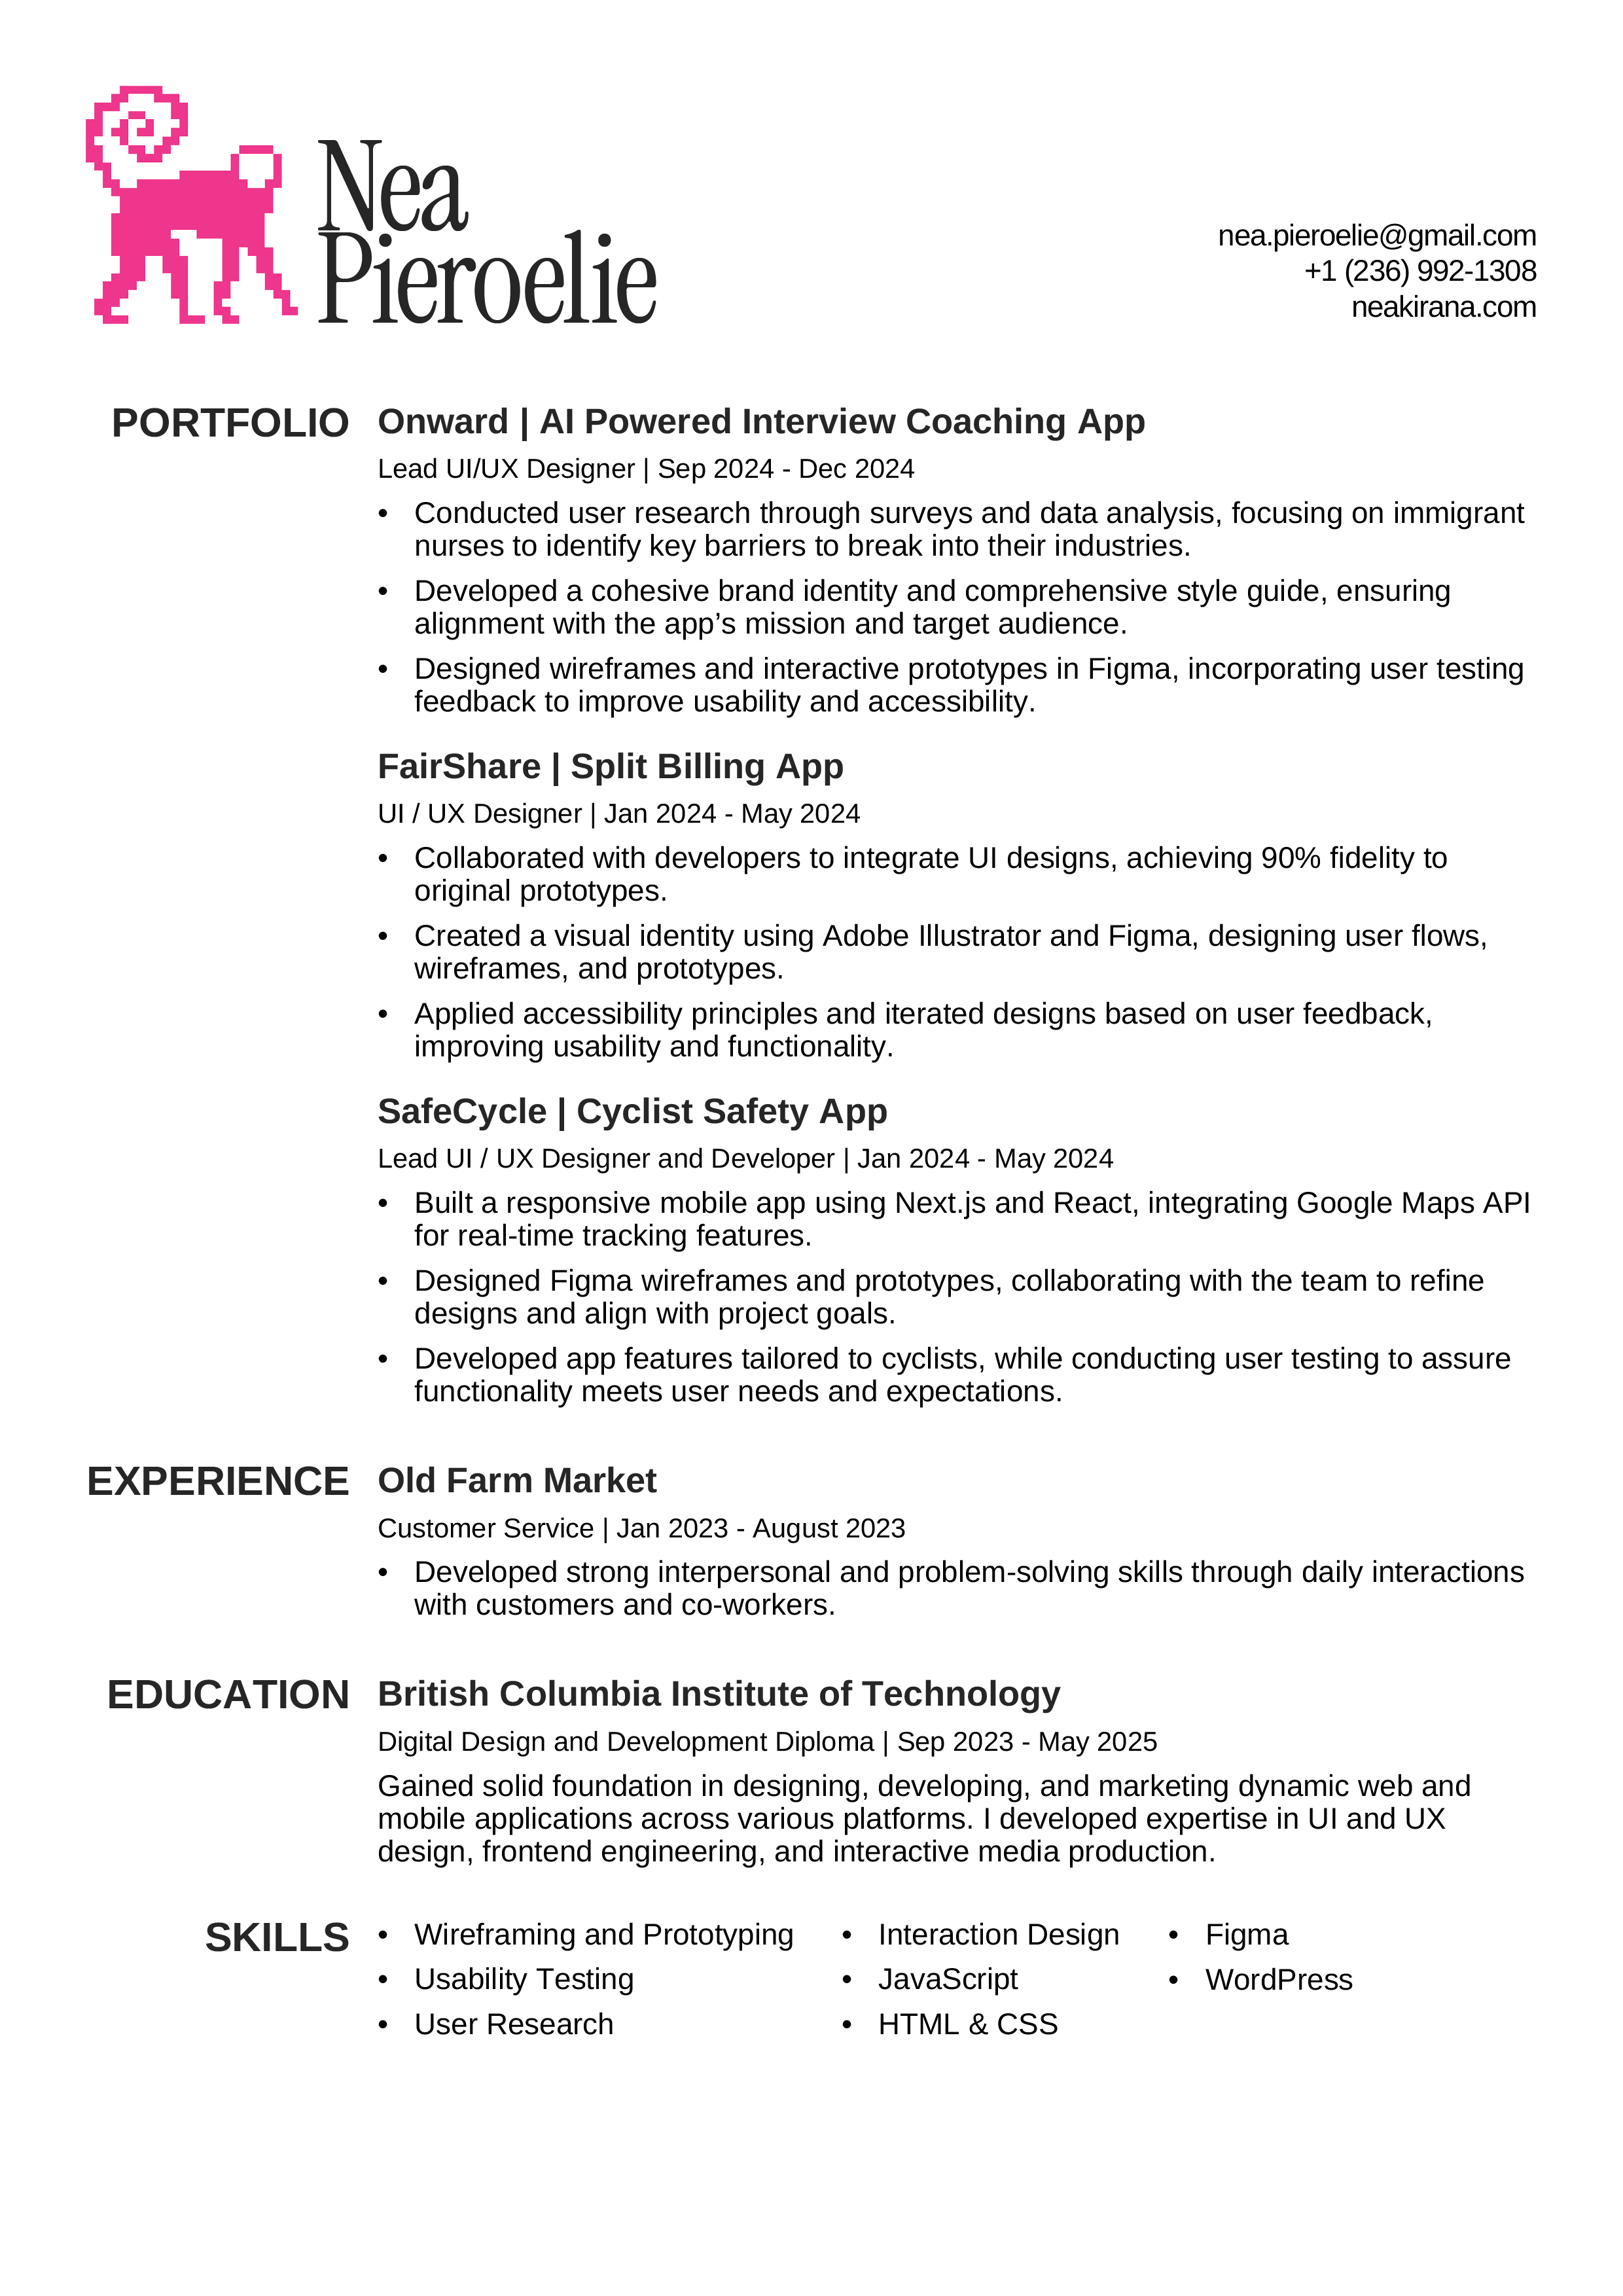 Nea
Pieroelie
nea.pieroelie@gmail.com
+1 (236) 992-1308
neakirana.com
PORTFOLIO
Onward | AI Powered Interview Coaching App
Lead UI/UX Designer | Sep 2024 - Dec 2024
• Conducted user research through surveys and data analysis, focusing on immigrant
nurses to identify key barriers to break into their industries.
• Developed a cohesive brand identity and comprehensive style guide, ensuring
alignment with the app’s mission and target audience.
• Designed wireframes and interactive prototypes in Figma, incorporating user testing
feedback to improve usability and accessibility.
FairShare | Split Billing App
UI / UX Designer | Jan 2024 - May 2024
• Collaborated with developers to integrate UI designs, achieving 90% fidelity to
original prototypes.
• Created a visual identity using Adobe Illustrator and Figma, designing user flows,
wireframes, and prototypes.
• Applied accessibility principles and iterated designs based on user feedback,
improving usability and functionality.
SafeCycle | Cyclist Safety App
Lead UI / UX Designer and Developer | Jan 2024 - May 2024
• Built a responsive mobile app using Next.js and React, integrating Google Maps API
for real-time tracking features.
• Designed Figma wireframes and prototypes, collaborating with the team to refine
designs and align with project goals.
• Developed app features tailored to cyclists, while conducting user testing to assure
functionality meets user needs and expectations.
EXPERIENCE
Old Farm Market
Customer Service | Jan 2023 - August 2023
• Developed strong interpersonal and problem-solving skills through daily interactions
with customers and co-workers.
EDUCATION
British Columbia Institute of Technology
Digital Design and Development Diploma | Sep 2023 - May 2025
Gained solid foundation in designing, developing, and marketing dynamic web and
mobile applications across various platforms. I developed expertise in UI and UX
design, frontend engineering, and interactive media production.
SKILLS
• Wireframing and Prototyping
• Usability Testing
• User Research
• Interaction Design
• JavaScript
• HTML & CSS
• Figma
• WordPress